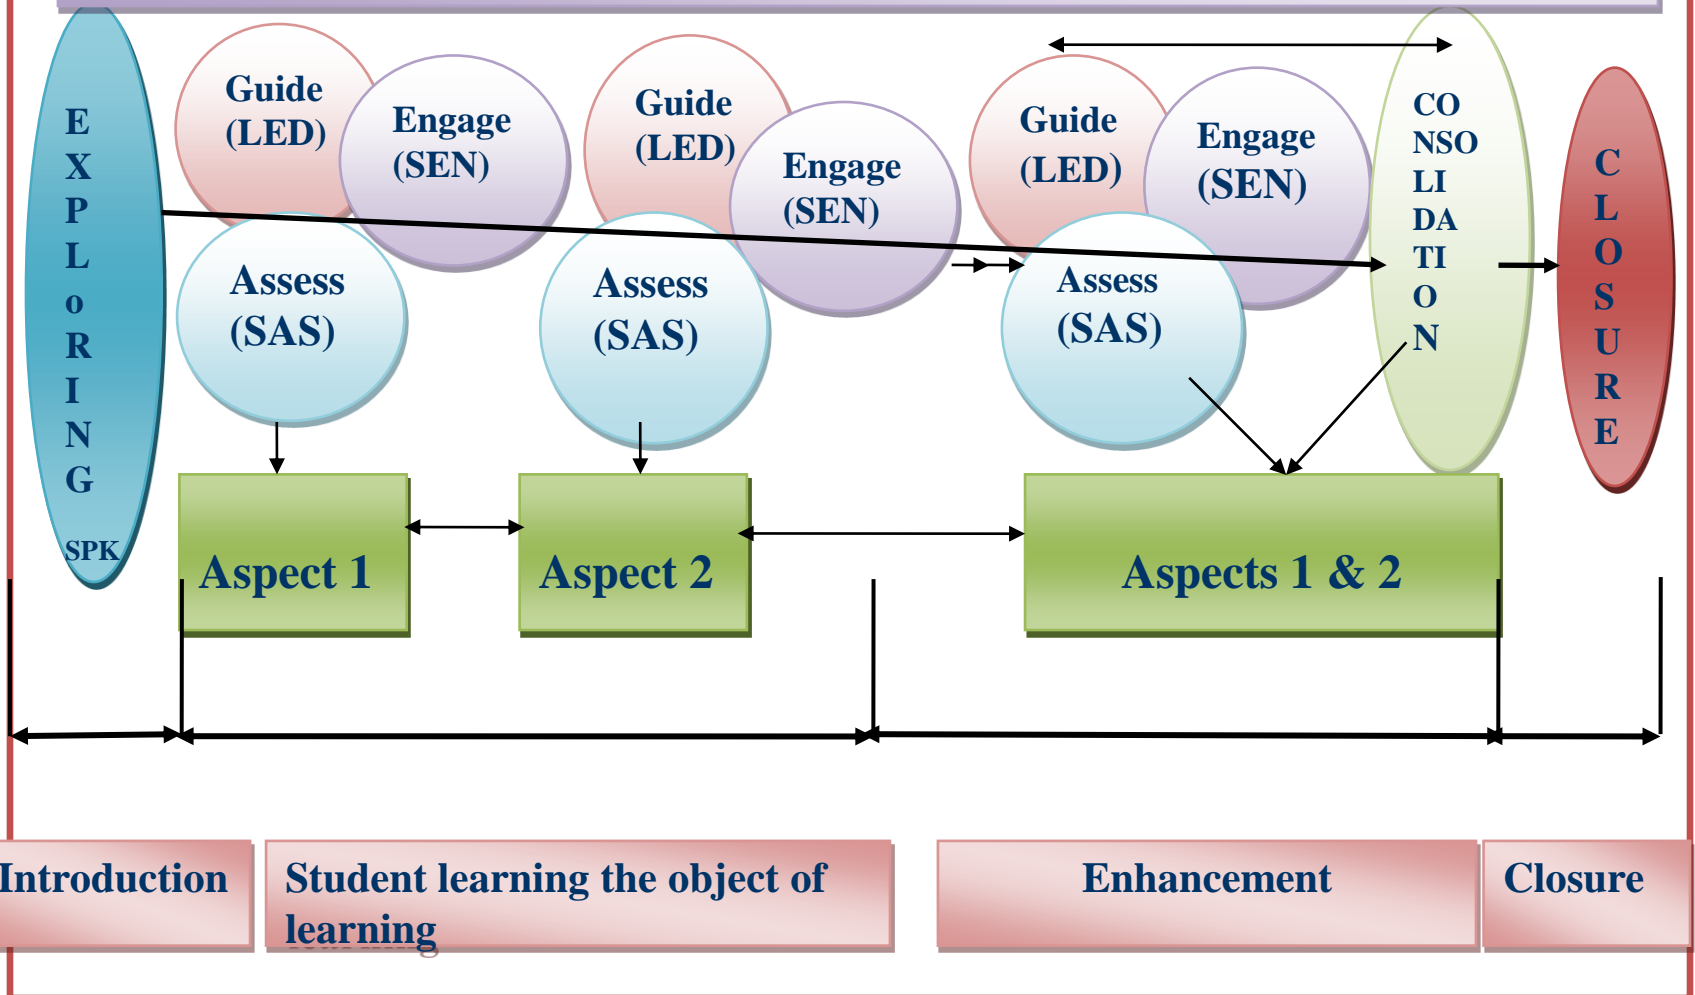 E
X
P
L
o
R
I
N
G
SPK
Guide
(LED)
Engage
(SEN)
Assess
(SAS)
Guide
(LED)
Engage
(SEN)
Assess
(SAS)
Guide
(LED)
Engage
(SEN)
Assess
(SAS)
CO
NSO
LI
DA
TI
O
N
C
L
O
S
U
R
E
Aspect 1
Aspect 2
Aspects 1 & 2
Introduction
Student learning the object of
learning
Enhancement
Closure